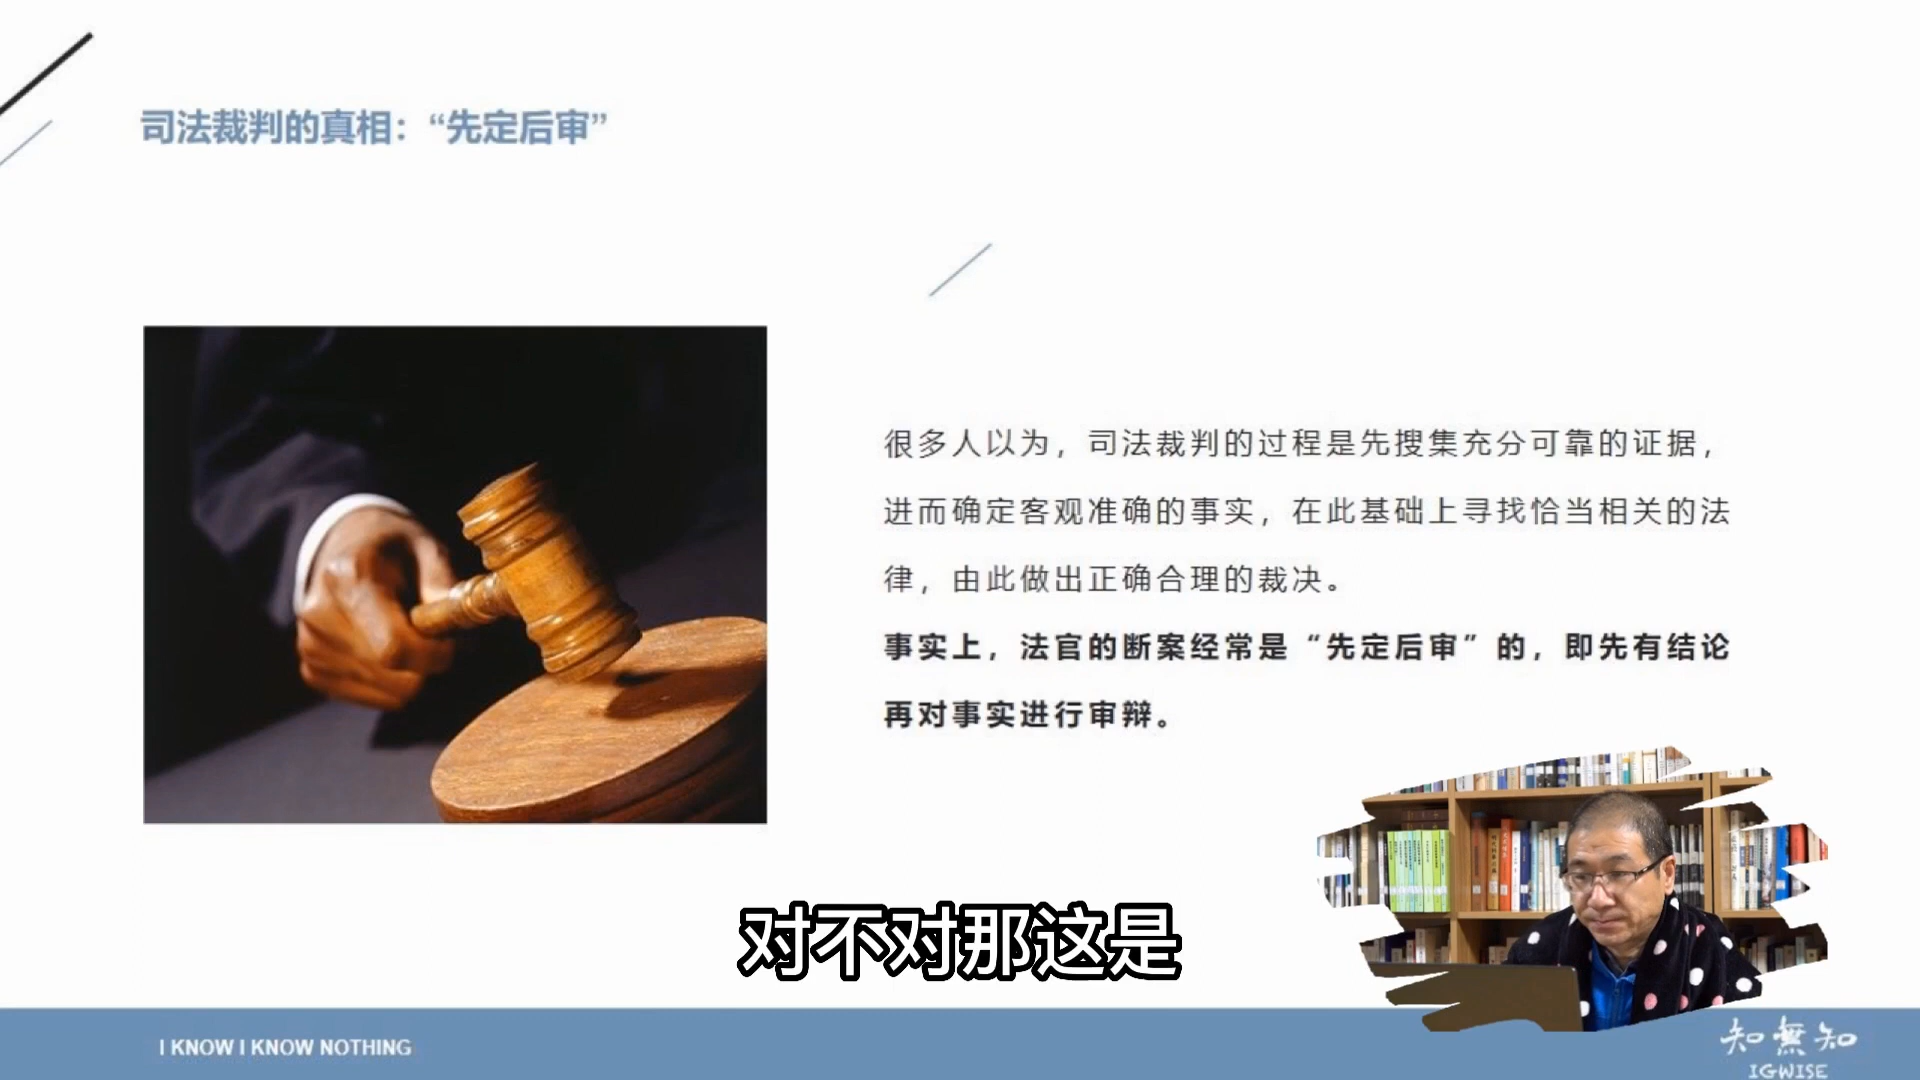 司法裁判的真相：“先定后审”
很多人以为，司法裁判的过程是先搜集充分可靠的证据，
进而确定客观准确的事实，在此基础上寻找恰当相关的法
律，由此做出正确合理的裁决。
事实上，法官的断案经常是“先定后审”的，即先有结论
再对事实进行审辩。
对不对那这是
I KNOW I KNOW NOTHING
知無知
IGWISE